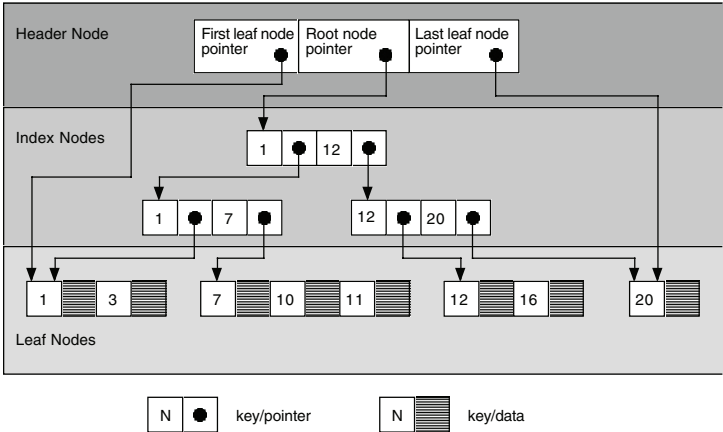 Header Node
First leaf node
pointer
Root node
pointer
Last leaf node
pointer
Index Nodes
1 12
1 7
12 20
1 3
7 10 11
12 16
20
Leaf Nodes
N key/pointer
N key/data